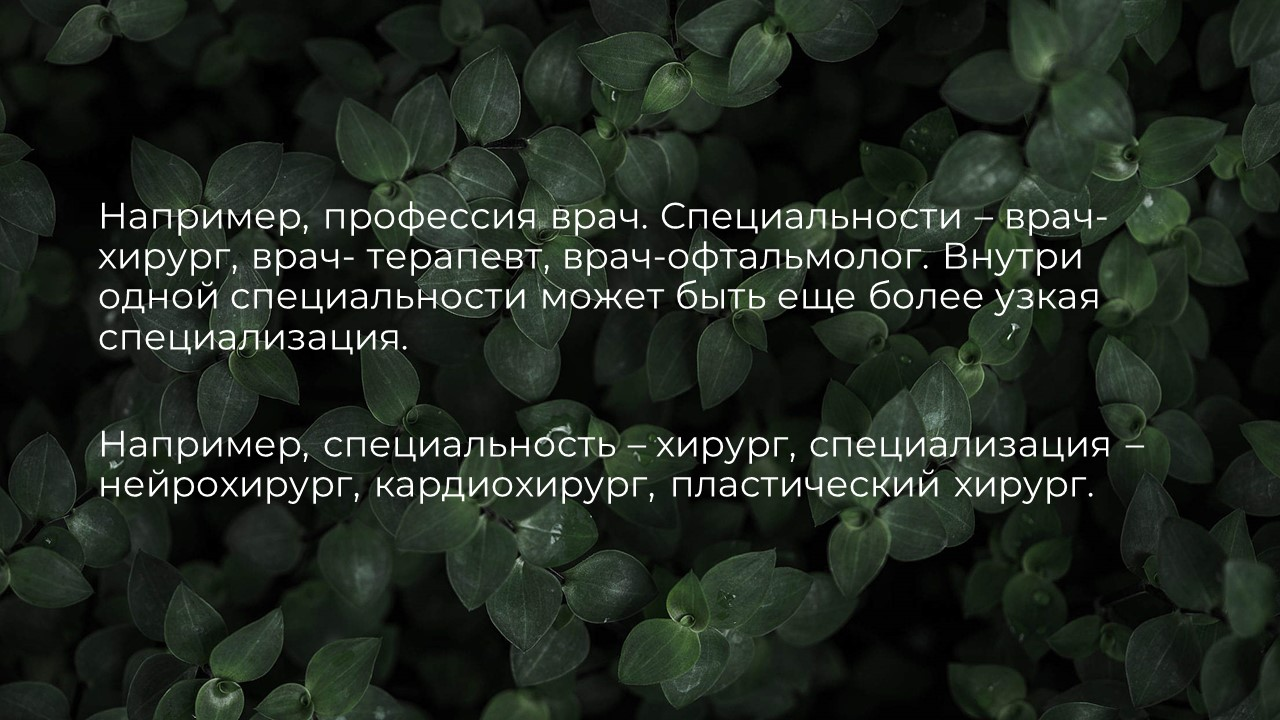 Например, профессия врач. Специальности – врач-
хирург, врач- терапевт, врач-офтальмолог. Внутри
одной специальности может быть еще более узкая
специализация.
Например, специальность – хирург, специализация –
нейрохирург, кардиохирург, пластический хирург.